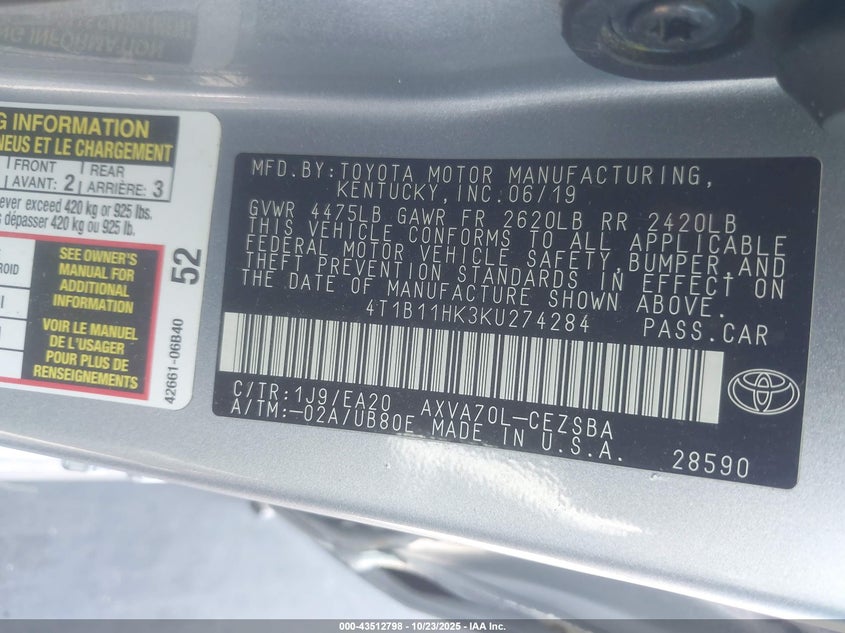 G INFORMATION
NEUS ET LE CHARGEMENT
FRONT
AVANT: 2
REAR
ARRIÈRE: 3
ever exceed 420 kg or 925 lbs.
s dépasser 420 kg ou 925 lb.
SEE OWNER'S
MANUAL FOR
ADDITIONAL
INFORMATION
VOIR LE MANUEL
DE L'USAGER
POUR PLUS DE
RENSEIGNEMENTS
52
42661-06B40
MFD.BY:TOYOTA MOTOR MANUFACTURING,
KENTUCKY,INC.06/19
GVWR 4475LB GAWR FR 2620LB RR 2420LB
THIS VEHICLE CONFORMS TO ALL APPLICABLE
FEDERAL MOTOR VEHICLE SAFETY,BUMPER,AND
THEFT PREVENTION STANDARDS IN EFFECT ON
THE DATE OF MANUFACTURE SHOWN ABOVE.
4T1B11HK3KU274284 PASS.CAR
C/TR:1J9/EA20 AXVA70L-CEZSBA
A/TM:-02A/UB80E MADE IN U.S.A.
28590
000-43512798 - 10/23/2025 - IAA Inc.